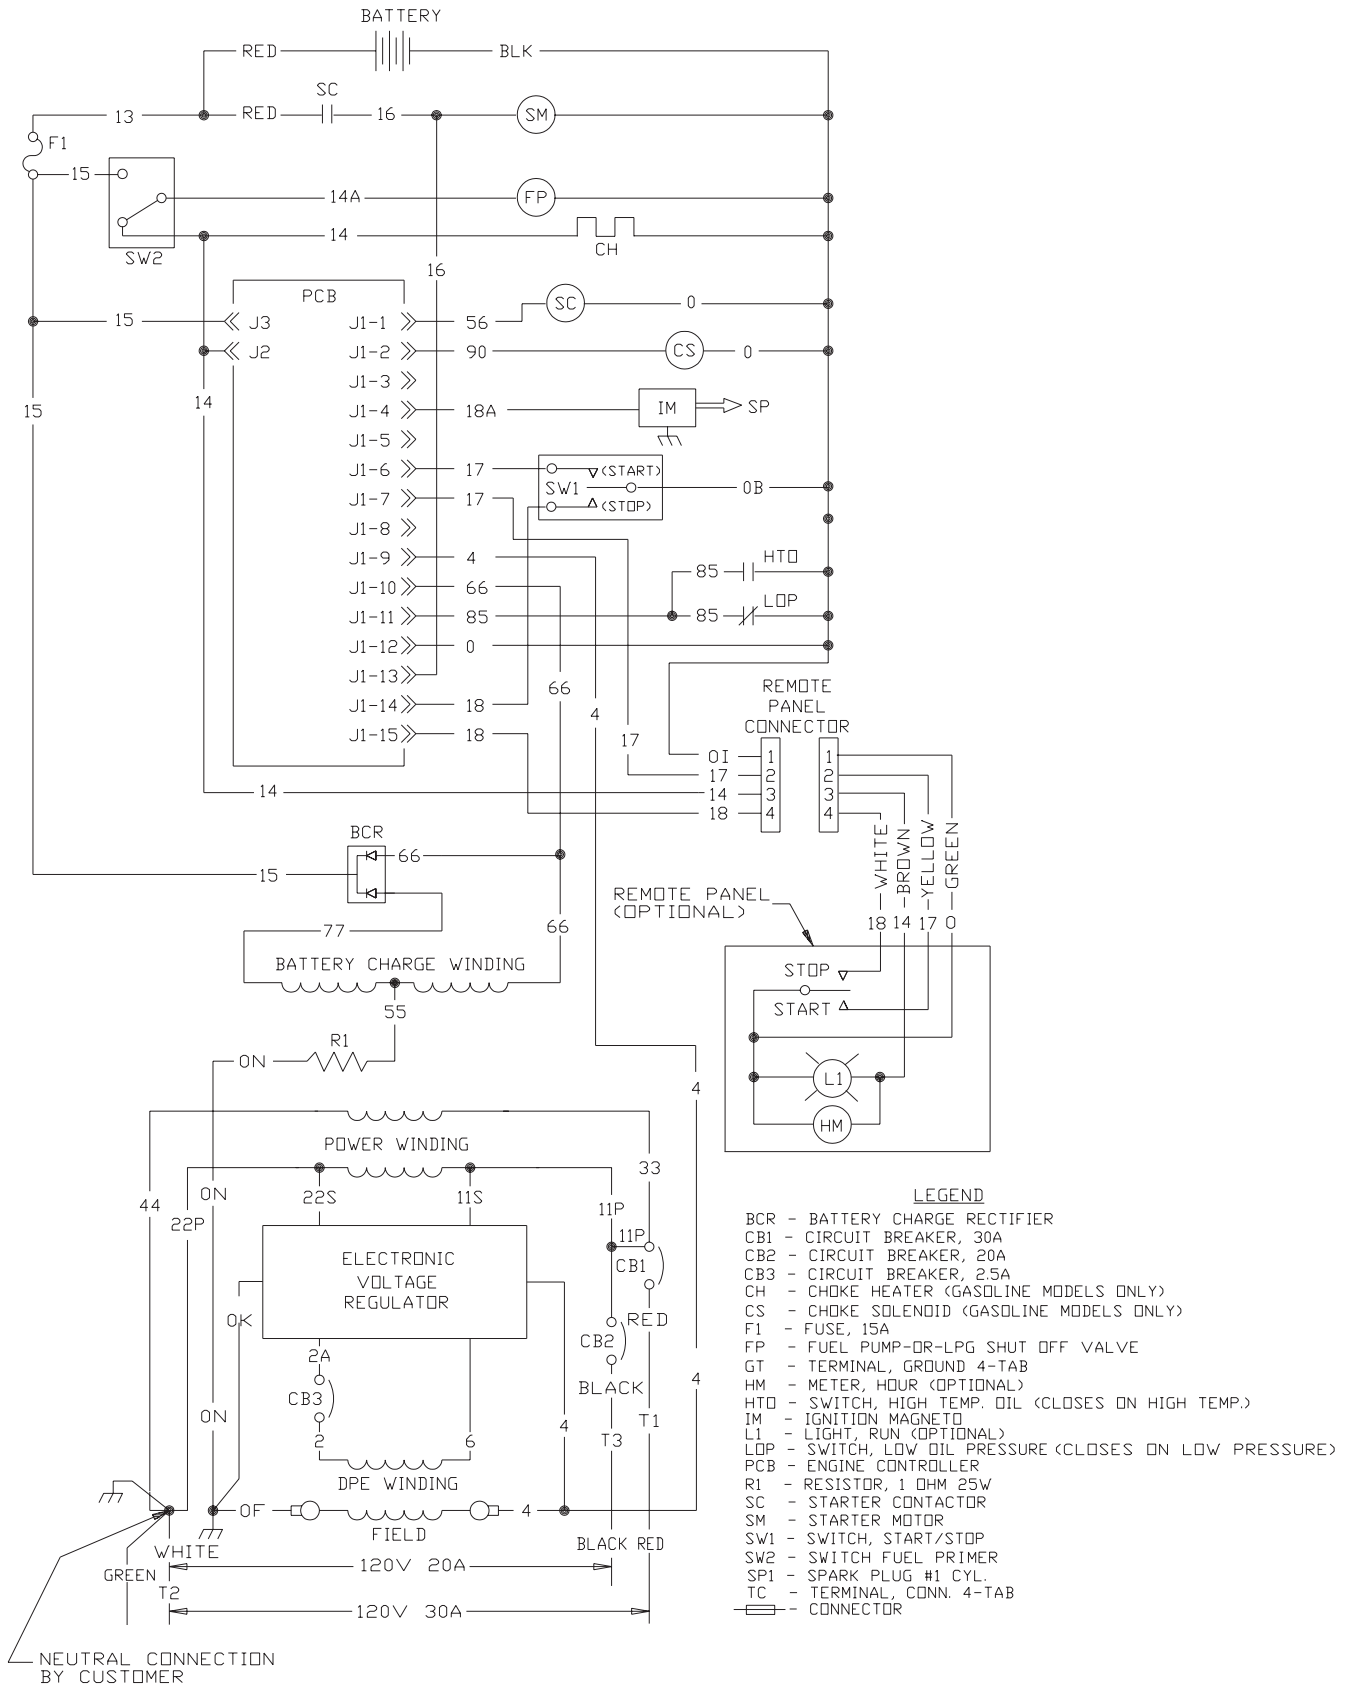 BATTERY
RED
BLK
SC
13
RED
16
SM
F1
15
14A
FP
14
CH
SW2
16
PCB
SC
0
15
J3
J1-1
56
J2
J1-2
90
CS
0
J1-3
15
14
J1-4
18A
IM
SP
J1-5
J1-6
17
(START)
SW1
0B
J1-7
17
(STOP)
J1-8
J1-9
4
HTO
85
J1-10
66
LOP
J1-11
85
85
J1-12
0
J1-13
66
REMOTE
PANEL
CONNECTOR
J1-14
18
4
J1-15
18
17
0I
1
1
17
2
2
14
14
3
3
18
4
4
WHITE
BROWN
YELLOW
GREEN
BCR
66
15
REMOTE PANEL
(OPTIONAL)
18
14
17
0
77
66
BATTERY CHARGE WINDING
STOP
55
START
R1
0N
L1
4
HM
POWER WINDING
33
44
0N
22S
11S
22P
11P
11P
ELECTRONIC
VOLTAGE
REGULATOR
CB1
0K
RED
CB2
2A
CB3
BLACK
4
0N
4
T1
2
6
T3
DPE WINDING
0F
4
FIELD
WHITE
BLACK
RED
120V 20A
GREEN
T2
120V 30A
NEUTRAL CONNECTION
BY CUSTOMER
LEGEND
BCR - BATTERY CHARGE RECTIFIER
CB1 - CIRCUIT BREAKER, 30A
CB2 - CIRCUIT BREAKER, 20A
CB3 - CIRCUIT BREAKER, 2.5A
CH - CHOKE HEATER (GASOLINE MODELS ONLY)
CS - CHOKE SOLENOID (GASOLINE MODELS ONLY)
F1 - FUSE, 15A
FP - FUEL PUMP-OR-LPG SHUT OFF VALVE
GT - TERMINAL, GROUND 4-TAB
HM - METER, HOUR (OPTIONAL)
HTO - SWITCH, HIGH TEMP. OIL (CLOSES ON HIGH TEMP.)
IM - IGNITION MAGNETO
L1 - LIGHT, RUN (OPTIONAL)
LOP - SWITCH, LOW OIL PRESSURE (CLOSES ON LOW PRESSURE)
PCB - ENGINE CONTROLLER
R1 - RESISTOR, 1 OHM 25W
SC - STARTER CONTACTOR
SM - STARTER MOTOR
SW1 - SWITCH, START/STOP
SW2 - SWITCH FUEL PRIMER
SP1 - SPARK PLUG #1 CYL.
TC - TERMINAL, CONN. 4-TAB
- CONNECTOR